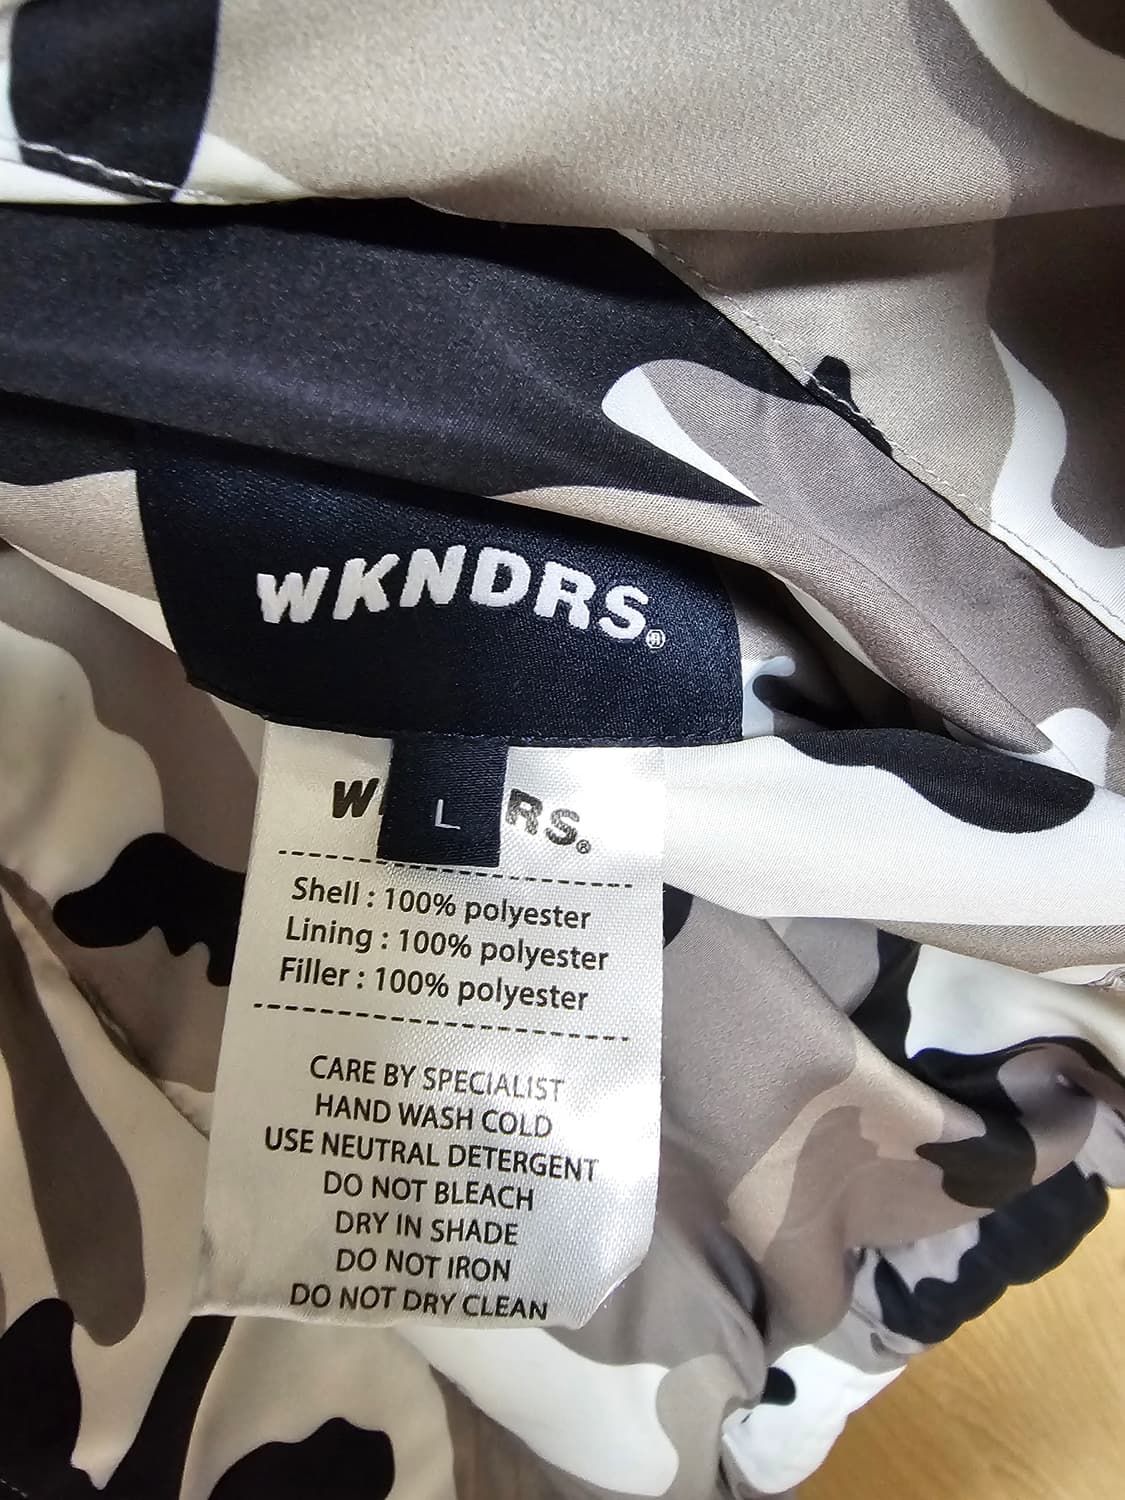 WKNDRS®
L
W RS®
Shell : 100% polyester
Lining : 100% polyester
Filler : 100% polyester
CARE BY SPECIALIST
HAND WASH COLD
USE NEUTRAL DETERGENT
DO NOT BLEACH
DRY IN SHADE
DO NOT IRON
DO NOT DRY CLEAN